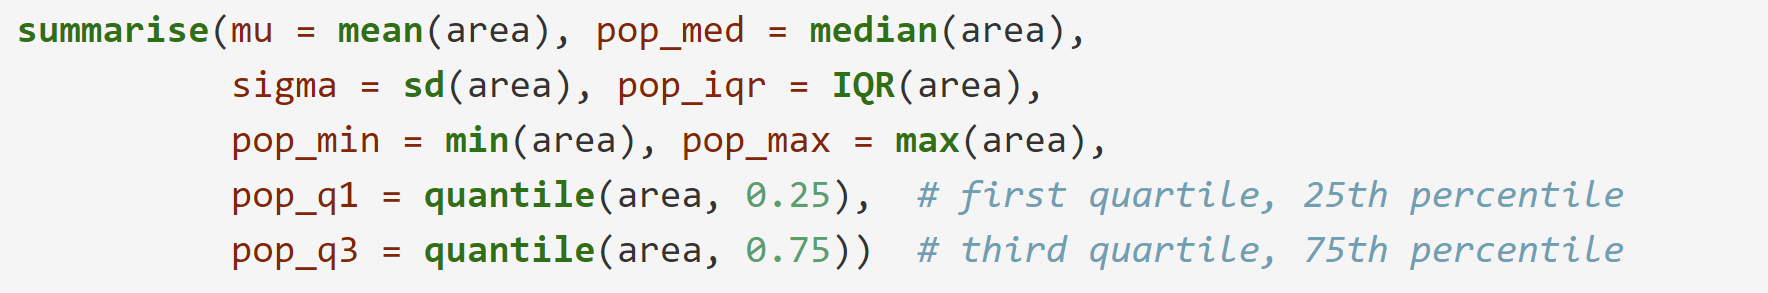 summarise(mu = mean(area), pop_med = median(area),
          sigma = sd(area), pop_iqr = IQR(area),
          pop_min = min(area), pop_max = max(area),
          pop_q1 = quantile(area, 0.25),  # first quartile, 25th percentile
          pop_q3 = quantile(area, 0.75))  # third quartile, 75th percentile